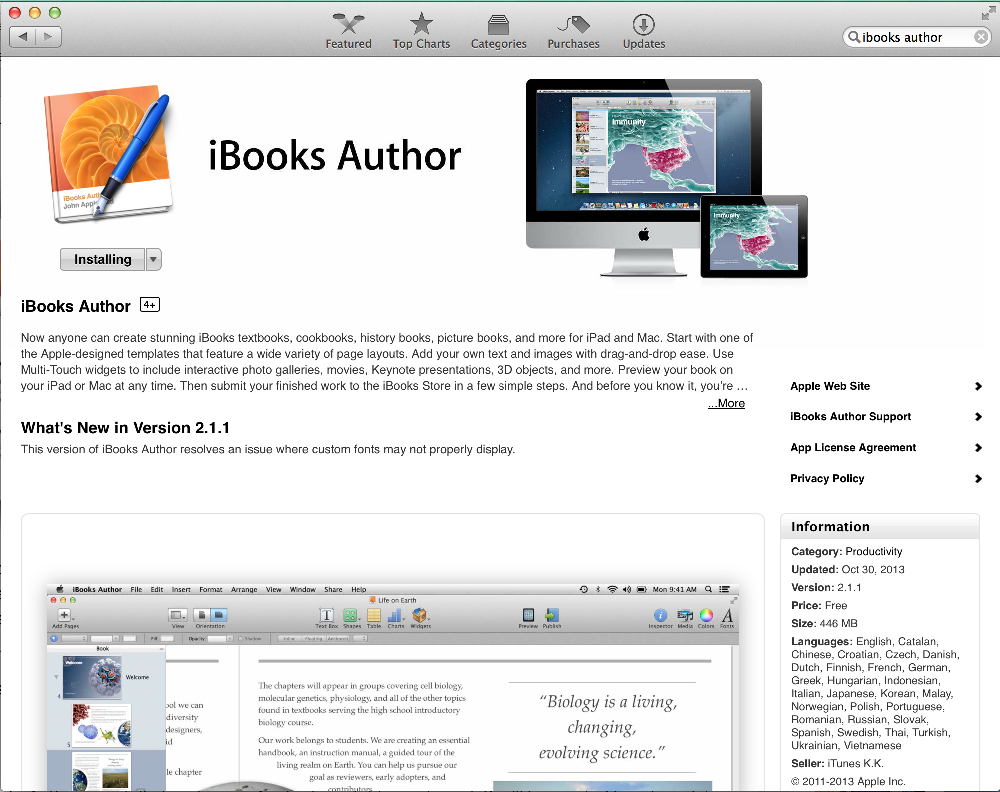 Featured
Top Charts
Categories
Purchases
Updates
ibooks author
iBooks Author
John Apple
iBooks Author
Immunity
Immunity
Installing
iBooks Author 4+
Now anyone can create stunning iBooks textbooks, cookbooks, history books, picture books, and more for iPad and Mac. Start with one of
the Apple-designed templates that feature a wide variety of page layouts. Add your own text and images with drag-and-drop ease. Use
Multi-Touch widgets to include interactive photo galleries, movies, Keynote presentations, 3D objects, and more. Preview your book on
your iPad or Mac at any time. Then submit your finished work to the iBooks Store in a few simple steps. And before you know it, you’re …
...More
What's New in Version 2.1.1
This version of iBooks Author resolves an issue where custom fonts may not properly display.
Apple Web Site
iBooks Author Support
App License Agreement
Privacy Policy
iBooks Author File Edit Insert Format Arrange View Window Share Help Mon 9:41 AM
Life on Earth
Add Pages View Orientation Text Box Shapes Table Charts Widgets Preview Publish Inspector Media Colors Fonts
Fill: Opacity: Shadow Inline Floating Anchored
Book
Welcome
Welcome
4
5
ool we can
diversity
designers,
id
le chapter
The chapters will appear in groups covering cell biology,
molecular genetics, physiology, and all of the other topics
found in textbooks serving the high school introductory
biology course.
Our work belongs to students. We are creating an essential
handbook, an instruction manual, a guided tour of the
living realm on Earth. You can help us pursue our
goal as reviewers, early adopters, and
contributors.
“Biology is a living,
changing,
evolving science.”
Information
Category: Productivity
Updated: Oct 30, 2013
Version: 2.1.1
Price: Free
Size: 446 MB
Languages: English, Catalan,
Chinese, Croatian, Czech, Danish,
Dutch, Finnish, French, German,
Greek, Hungarian, Indonesian,
Italian, Japanese, Korean, Malay,
Norwegian, Polish, Portuguese,
Romanian, Russian, Slovak,
Spanish, Swedish, Thai, Turkish,
Ukrainian, Vietnamese
Seller: iTunes K.K.
© 2011-2013 Apple Inc.